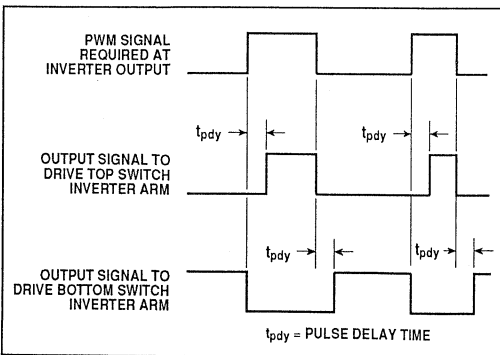 PWM SIGNAL
REQUIRED AT
INVERTER OUTPUT
tpdy
tpdy
OUTPUT SIGNAL TO
DRIVE TOP SWITCH
INVERTER ARM
tpdy
tpdy
OUTPUT SIGNAL TO
DRIVE BOTTOM SWITCH
INVERTER ARM
tpdy = PULSE DELAY TIME